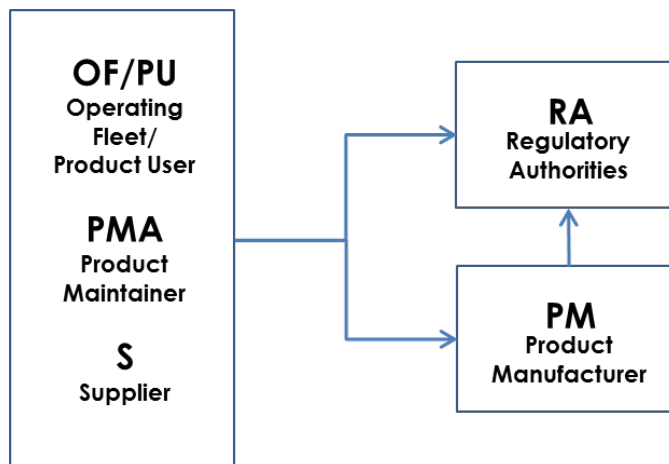 OF/PU
Operating
Fleet/
Product User
PMA
Product
Maintainer
S
Supplier
RA
Regulatory
Authorities
PM
Product
Manufacturer